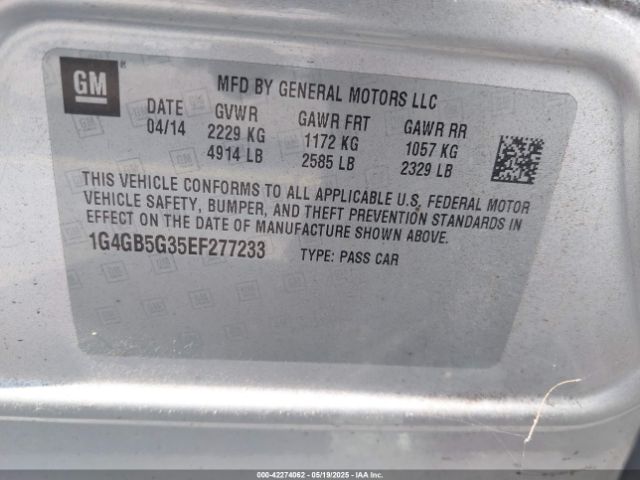 GM
MFD BY GENERAL MOTORS LLC
DATE GVWR GAWR FRT GAWR RR
04/14 2229 KG 1172 KG 1057 KG
4914 LB 2585 LB 2329 LB
THIS VEHICLE CONFORMS TO ALL APPLICABLE U.S. FEDERAL MOTOR
VEHICLE SAFETY, BUMPER, AND THEFT PREVENTION STANDARDS IN
EFFECT ON THE DATE OF MANUFACTURE SHOWN ABOVE.
1G4GB5G35EF277233 TYPE: PASS CAR
000-42274062 - 05/19/2025 - IAAI.COM